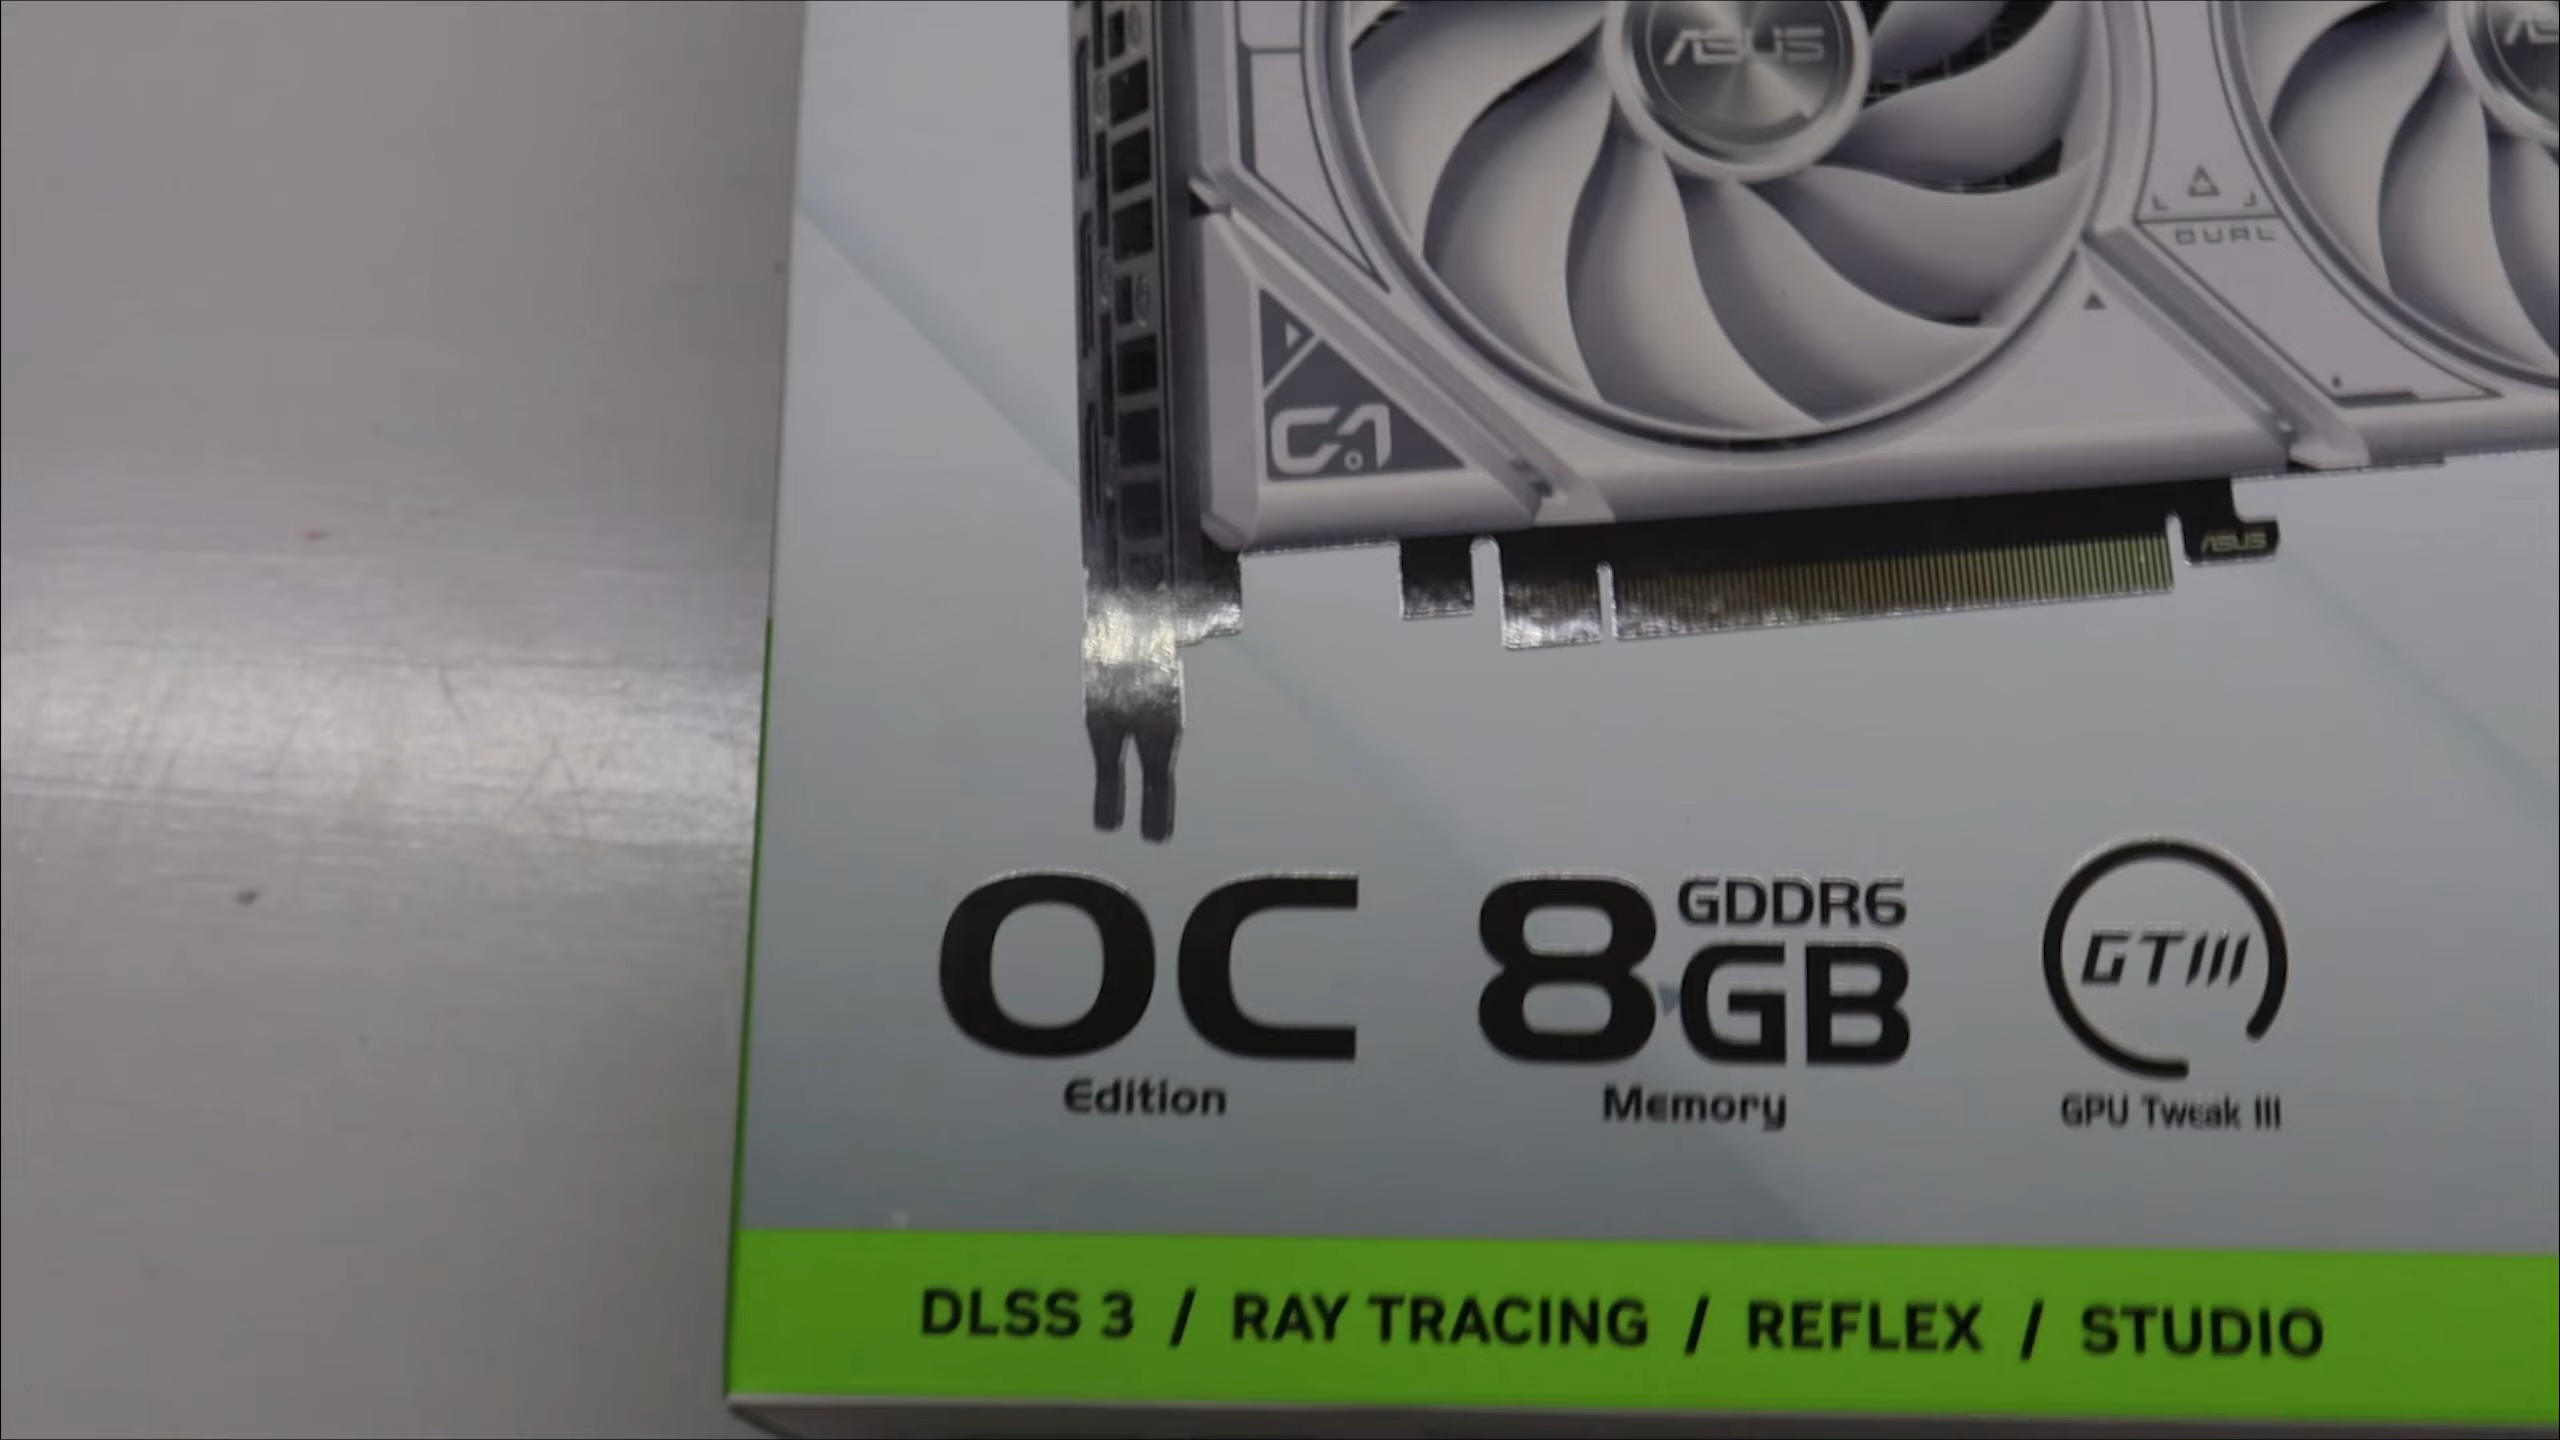 ASUS
DUAL
ASUS
OC
Edition
8 GDDR6
GB
Memory
GTIII
GPU Tweak III
DLSS 3 / RAY TRACING / REFLEX / STUDIO